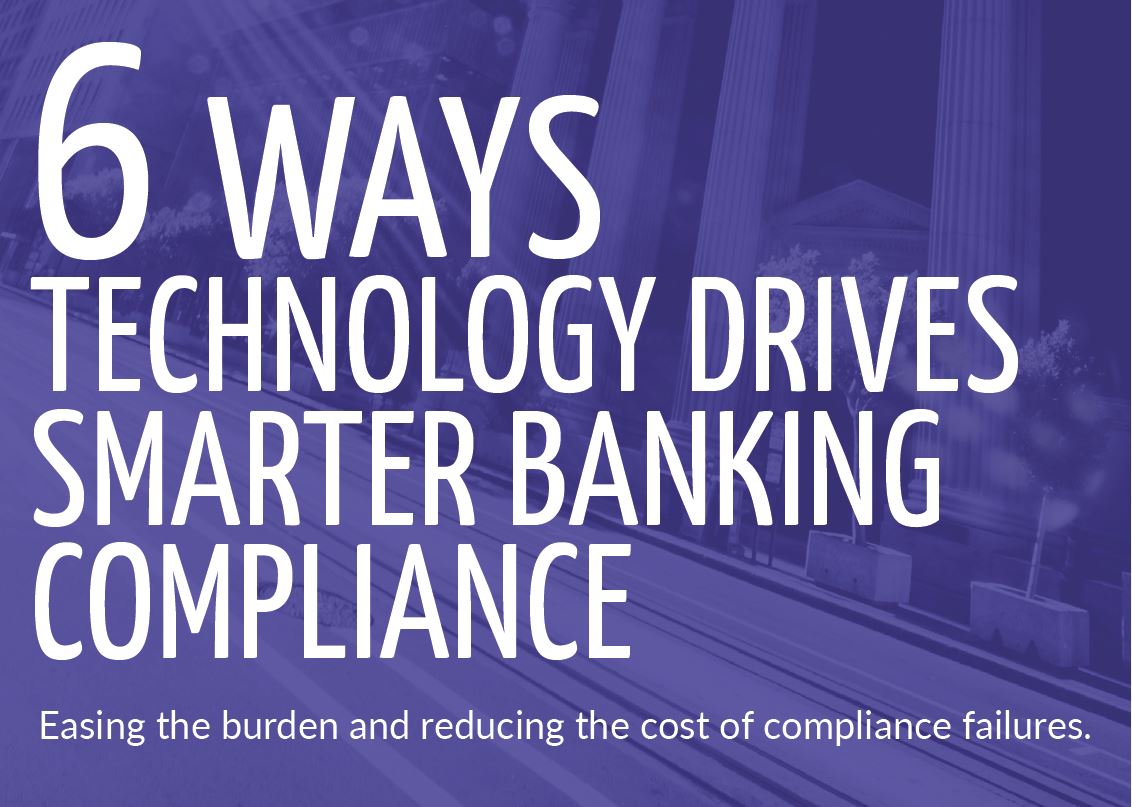 6 WAYS
TECHNOLOGY DRIVES
SMARTER BANKING
COMPLIANCE
Easing the burden and reducing the cost of compliance failures.